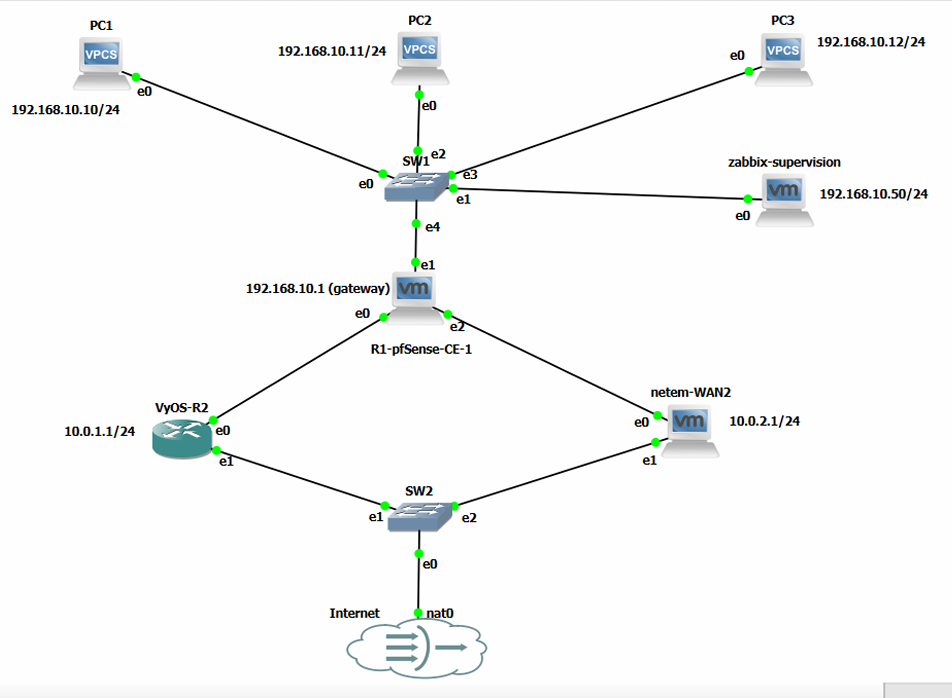 PC1
PC2
PC3
VPCS
VPCS
VPCS
192.168.10.11/24
192.168.10.12/24
e0
e0
192.168.10.10/24
e0
e2
SW1
e3
e0
e1
zabbix-supervision
vm
192.168.10.50/24
e0
e4
e1
192.168.10.1 (gateway)
vm
e0
e2
R1-pfSense-CE-1
VyOS-R2
10.0.1.1/24
e0
e1
netem-WAN2
vm
10.0.2.1/24
e0
e1
SW2
e1
e2
e0
Internet
nat0